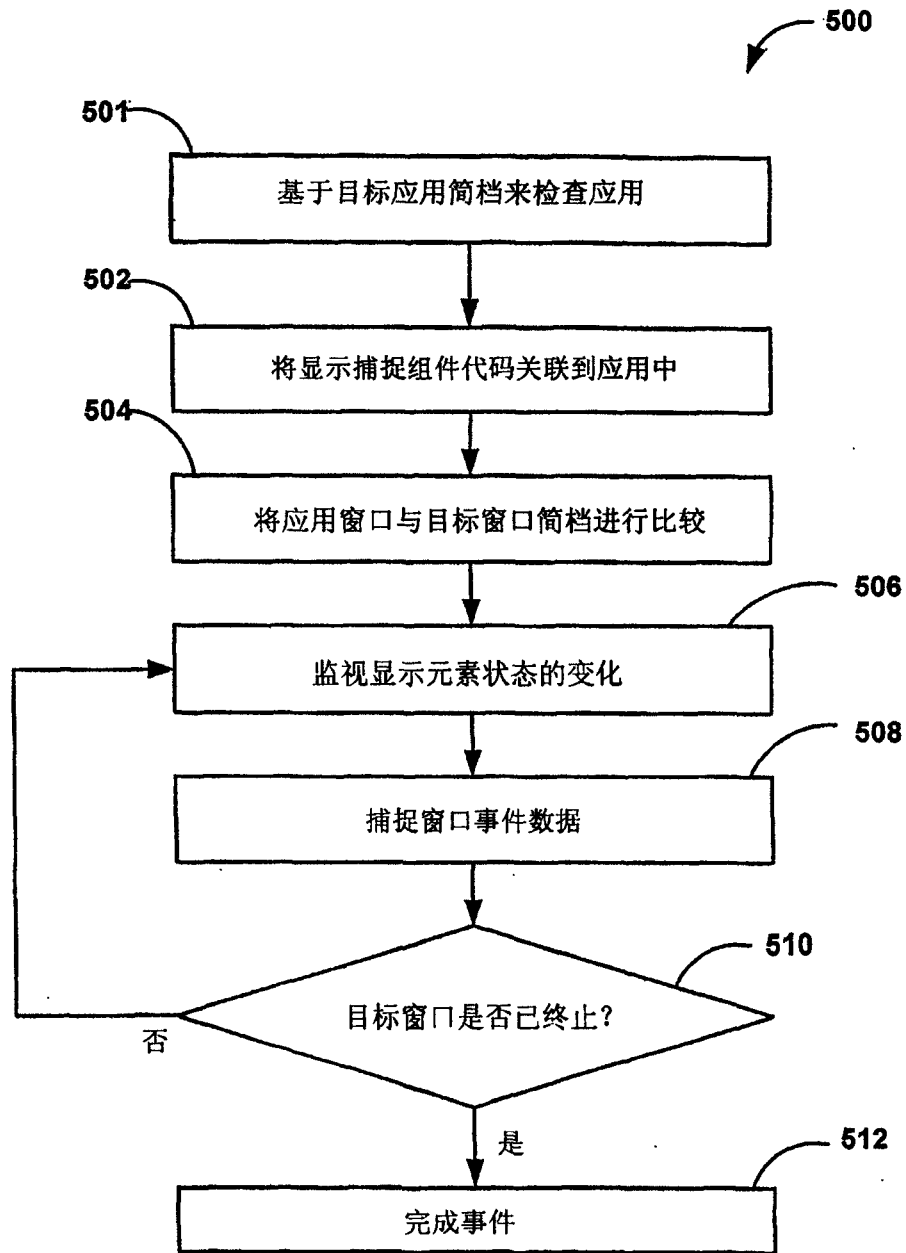 500
501
基于目标应用简档来检查应用
502
将显示捕捉组件代码关联到应用中
504
将应用窗口与目标窗口简档进行比较
506
监视显示元素状态的变化
508
捕捉窗口事件数据
510
目标窗口是否已终止?
否
是
512
完成事件